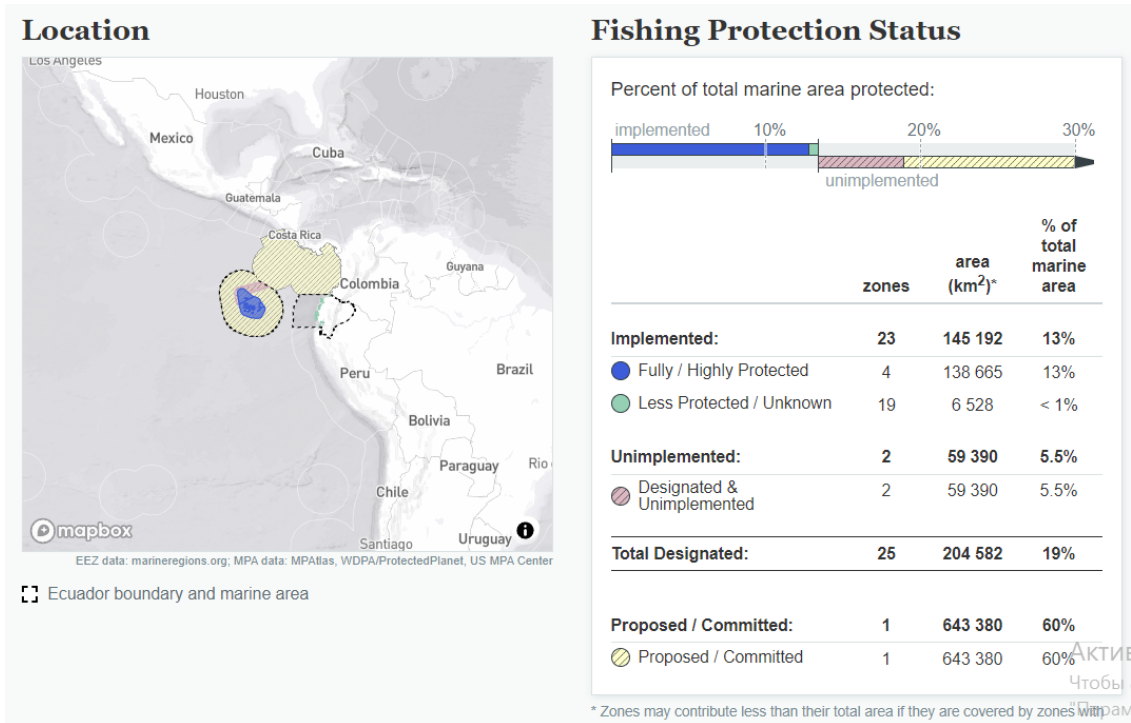 Location
Los Angeles
Houston
Mexico
Cuba
Guatemala
Costa Rica
Guyana
Colombia
Peru
Brazil
Bolivia
Paraguay
Rio
Chile
Santiago
Uruguay
mapbox
i
EEZ data: marineregions.org; MPA data: MPAtlas, WDPA/ProtectedPlanet, US MPA Center
Ecuador boundary and marine area
Fishing Protection Status
Percent of total marine area protected:
implemented 10% 20% 30%
unimplemented
% of
total
area marine
zones (km²)* area
Implemented: 23 145 192 13%
Fully / Highly Protected 4 138 665 13%
Less Protected / Unknown 19 6 528 < 1%
Unimplemented: 2 59 390 5.5%
Designated &
Unimplemented 2 59 390 5.5%
Total Designated: 25 204 582 19%
Proposed / Committed: 1 643 380 60%
Proposed / Committed 1 643 380 60%
* Zones may contribute less than their total area if they are covered by zones with
Актив
Чтобы
"Парам